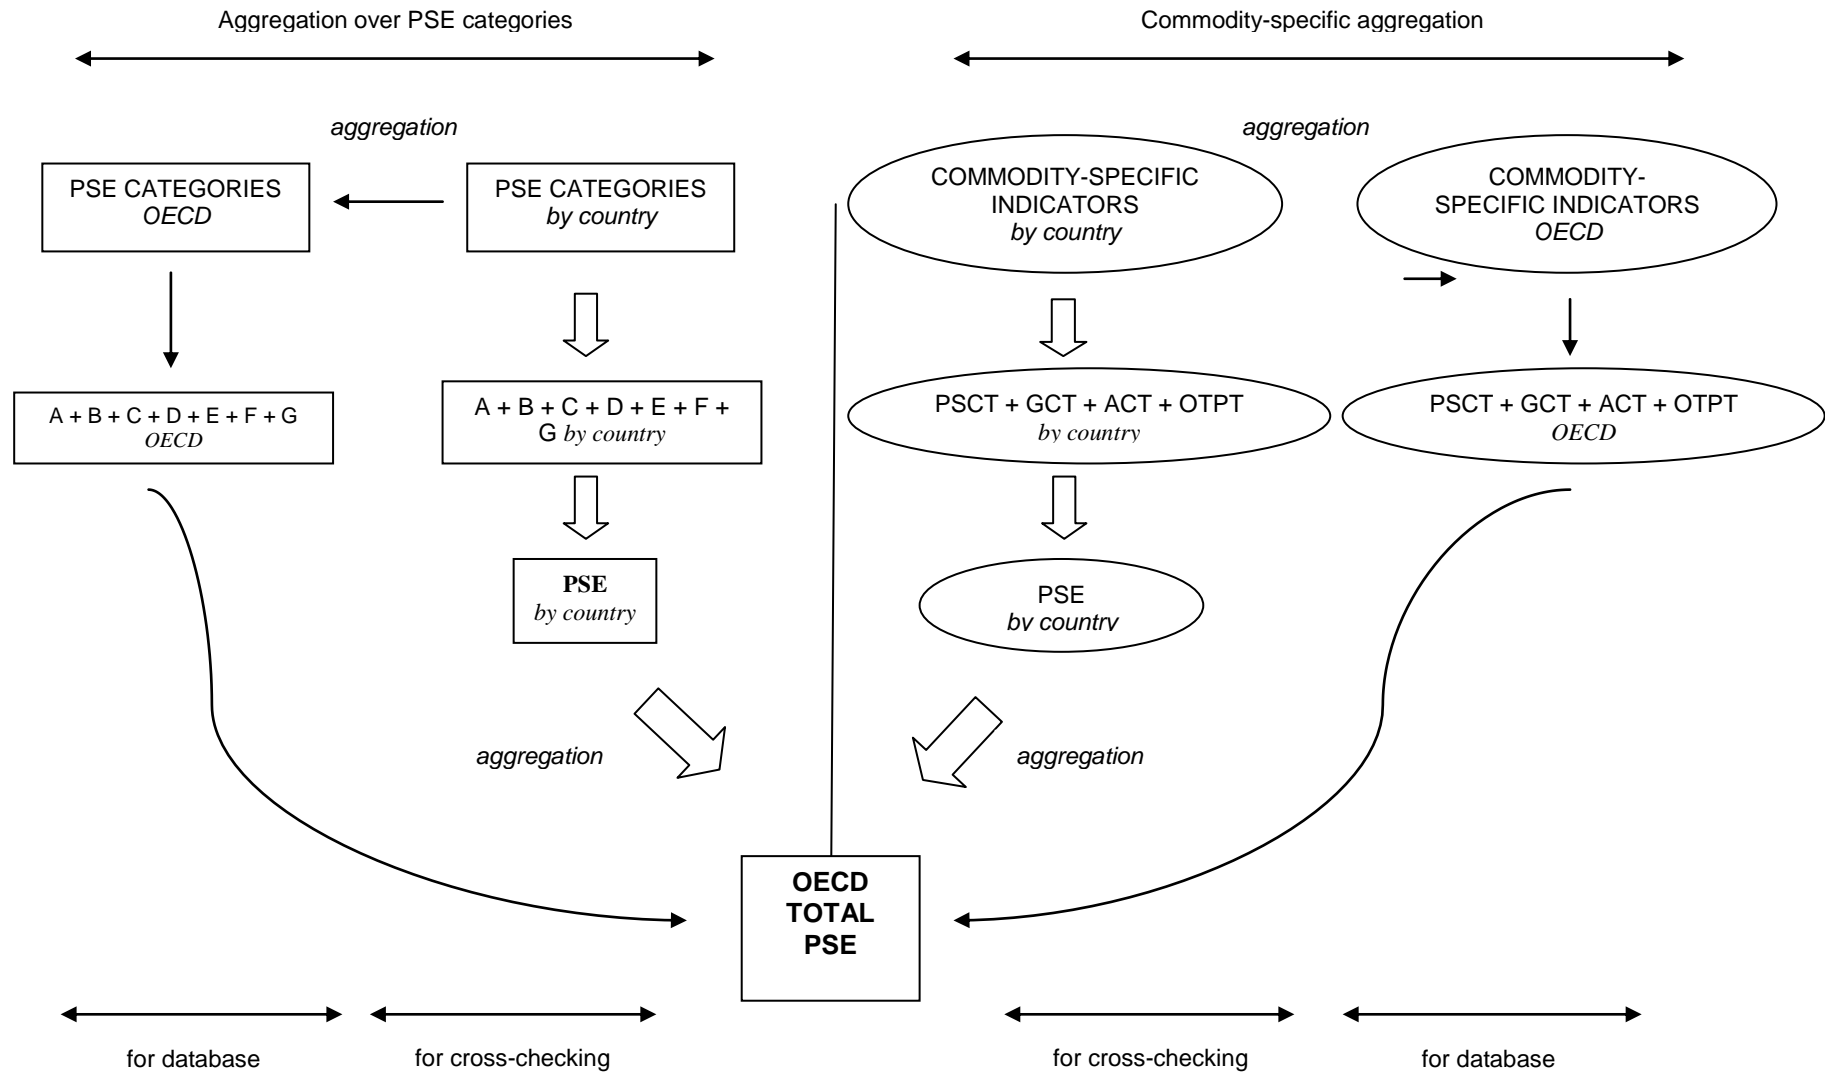 Aggregation over PSE categories
Commodity-specific aggregation
aggregation
aggregation
PSE CATEGORIES
OECD
PSE CATEGORIES
by country
COMMODITY-SPECIFIC
INDICATORS
by country
COMMODITY-
SPECIFIC INDICATORS
OECD
A + B + C + D + E + F + G
OECD
A + B + C + D + E + F +
G by country
PSCT + GCT + ACT + OTPT
by country
PSCT + GCT + ACT + OTPT
OECD
PSE
by country
PSE
by country
aggregation
aggregation
OECD
TOTAL
PSE
for database
for cross-checking
for cross-checking
for database